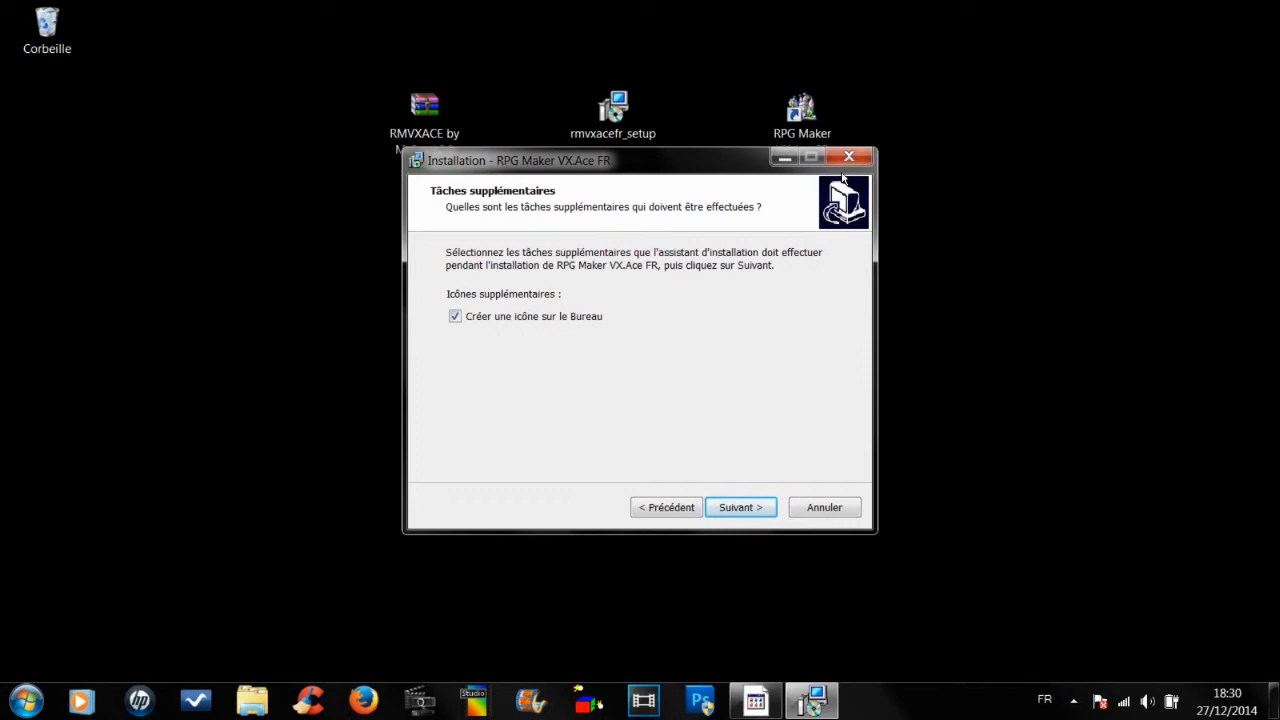 Corbeille
RMVXACE by
rmvxacefr_setup
RPG Maker
Installation - RPG Maker VX.Ace FR
Tâches supplémentaires
Quelles sont les tâches supplémentaires qui doivent être effectuées ?
Sélectionnez les tâches supplémentaires que l'assistant d'installation doit effectuer
pendant l'installation de RPG Maker VX.Ace FR, puis cliquez sur Suivant.
Icônes supplémentaires :
Créer une icône sur le Bureau
< Précédent
Suivant >
Annuler
Studio
Ps
FR
18:30
27/12/2014